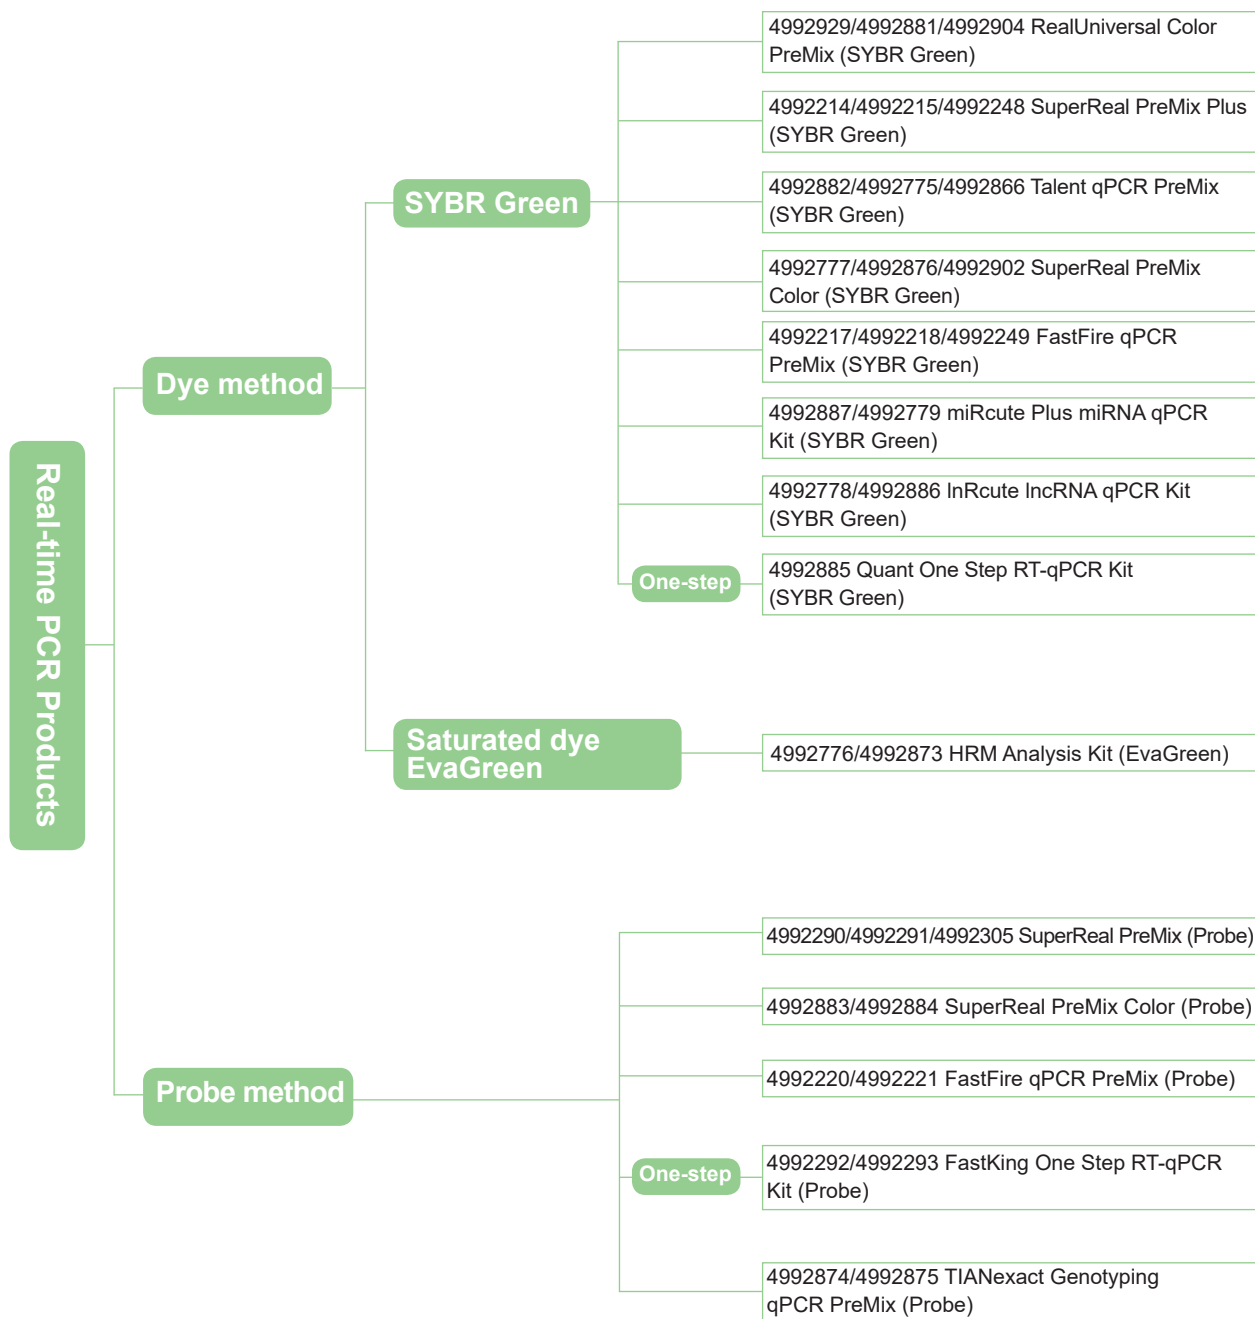 Real-time PCR Products
Dye method
SYBR Green
4992929/4992881/4992904 RealUniversal Color
PreMix (SYBR Green)
4992214/4992215/4992248 SuperReal PreMix Plus
(SYBR Green)
4992882/4992775/4992866 Talent qPCR PreMix
(SYBR Green)
4992777/4992876/4992902 SuperReal PreMix
Color (SYBR Green)
4992217/4992218/4992249 FastFire qPCR
PreMix (SYBR Green)
4992887/4992779 miRcute Plus miRNA qPCR
Kit (SYBR Green)
4992778/4992886 lnRcute lncRNA qPCR Kit
(SYBR Green)
One-step
4992885 Quant One Step RT-qPCR Kit
(SYBR Green)
Saturated dye
EvaGreen
4992776/4992873 HRM Analysis Kit (EvaGreen)
Probe method
4992290/4992291/4992305 SuperReal PreMix (Probe)
4992883/4992884 SuperReal PreMix Color (Probe)
4992220/4992221 FastFire qPCR PreMix (Probe)
One-step
4992292/4992293 FastKing One Step RT-qPCR
Kit (Probe)
4992874/4992875 TIANexact Genotyping
qPCR PreMix (Probe)